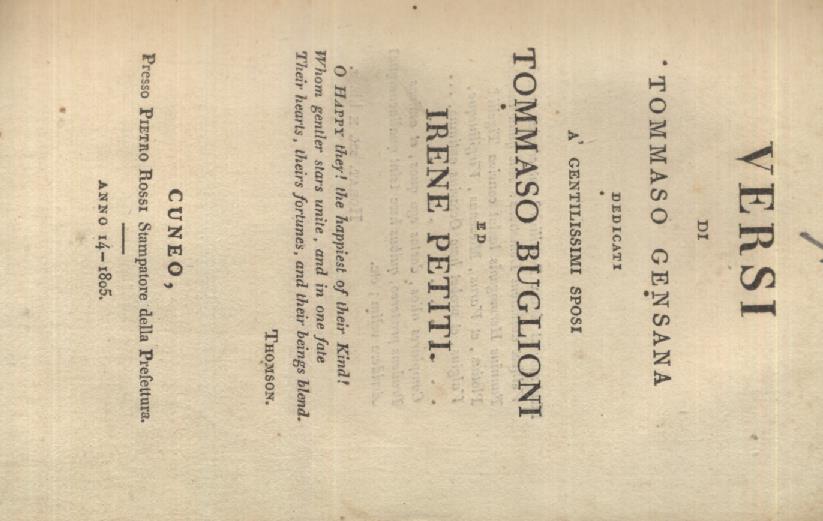 VERSI
DI
TOMMASO GENSANA
DEDICATI
A' GENTILISSIMI SPOSI
TOMMASO BUGLIONI
ED
IRENE PETITI.
O HAPPY they! the happiest of their Kind!
Whom gentler stars unite, and in one fate
Their hearts, theirs fortunes, and their beings blend.
THOMSON.
CUNEO,
Presso PIETRO ROSSI Stampatore della Prefettura.
ANNO 14-1805.